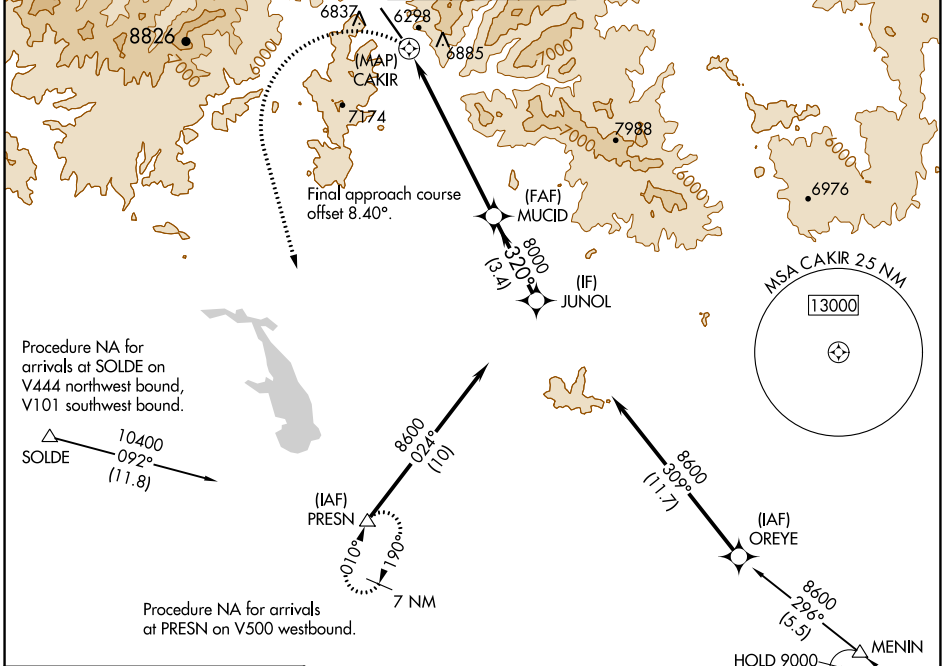 6837
6298
8826
6885
7000
(MAP)
CAKIR
7000
7174
7988
7000
6000
6000
6976
Final approach course
offset 8.40°.
(FAF)
MUCID
8000
320°
(3.4)
(IF)
JUNOL
MSA CAKIR 25 NM
13000
Procedure NA for
arrivals at SOLDE on
V444 northwest bound,
V101 southwest bound.
10400
092°
(11.8)
SOLDE
8600
024°
(10)
(IAF)
PRESN
010°
190°
7 NM
8600
309°
(11.7)
(IAF)
OREYE
8600
296°
(5.5)
MENIN
HOLD 9000
Procedure NA for arrivals
at PRESN on V500 westbound.